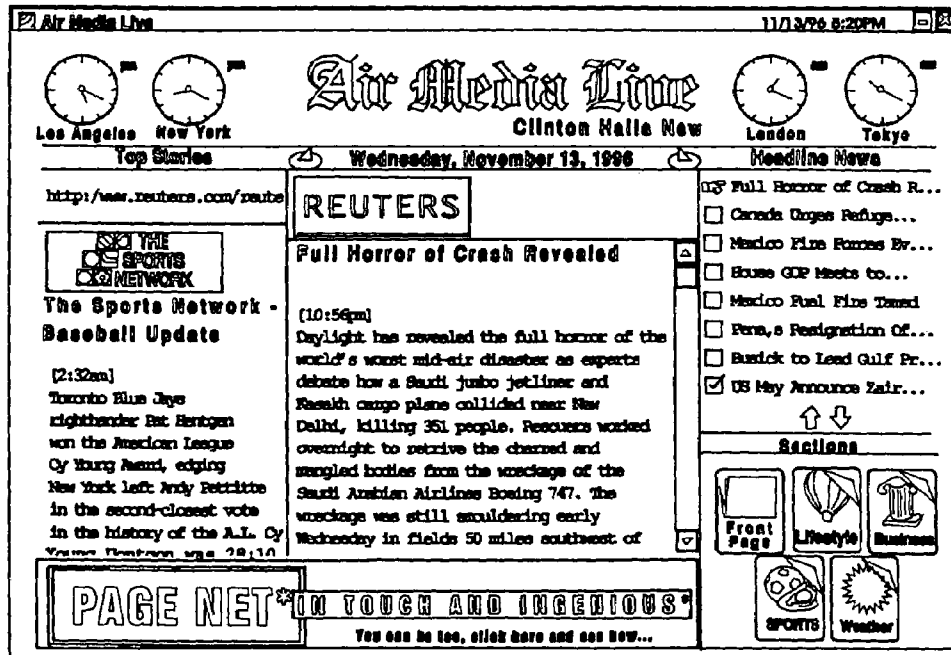 Air Media Live
11/13/96 8:20PM
Los Angeles
New York
Air Media Live
Clinton Halls New
London
Tokyo
Top Stories
Wednesday, November 13, 1996
Headline News
http:/www.reuters.com/reute
THE
SPORTS
NETWORK
The Sports Network -
Baseball Update
[2:32am]
Toronto Blue Jays
righthander Pat Hentgen
won the American League
Cy Young Award, edging
New York left Andy Pettitte
in the second-closest vote
in the history of the A.L. Cy
REUTERS
Full Horror of Crash Revealed
[10:56pm]
Daylight has revealed the full horror of the
world's worst mid-air disaster as experts
debate how a Saudi jumbo jetliner and
Kazakh cargo plane collided near New
Delhi, killing 351 people. Rescuers worked
overnight to retrive the charred and
mangled bodies from the wreckage of the
Saudi Arabian Airlines Boeing 747. The
wreckage was still smouldering early
Wednesday in fields 50 miles southwest of
Full Horror of Crash R...
Canada Urges Refuge...
Mexico Fire Forces Ev...
House GOP Meets to...
Mexico Fuel Fire Tamed
Pena,s Resignation Of...
Busick to Lead Gulf Pr...
US May Announce Zair...
Sections
Front
Page
Lifestyle
Business
SPORTS
Weather
PAGE NET*
IN TOUCH AND INGENIOUS*
You can be too, click here and see how...